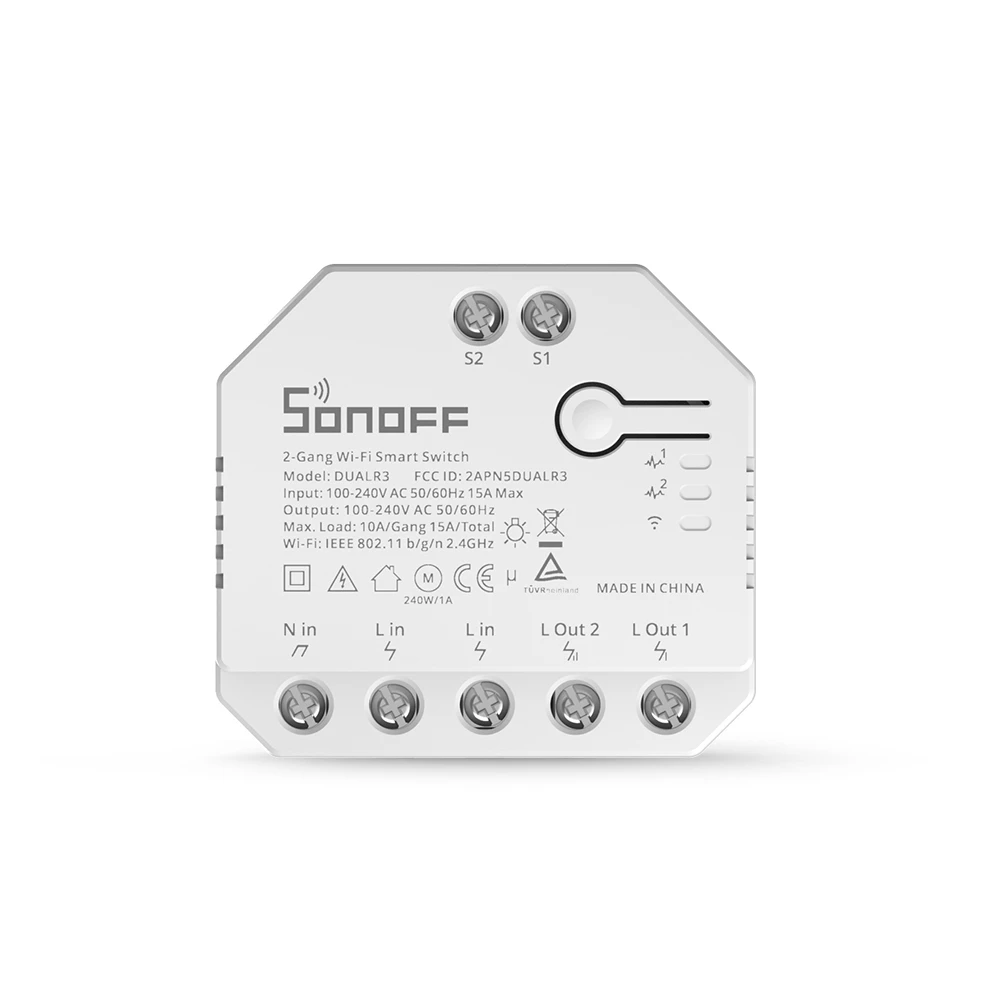 S2 S1
SONOFF
2-Gang Wi-Fi Smart Switch
Model: DUALR3 FCC ID: 2APN5DUALR3
Input: 100-240V AC 50/60Hz 15A Max
Output: 100-240V AC 50/60Hz
Max. Load: 10A/Gang 15A/Total
Wi-Fi: IEEE 802.11 b/g/n 2.4GHz
1
2
M
240W/1A
CE
μ
TÜVRheinland
MADE IN CHINA
N in L in L in L Out 2 L Out 1